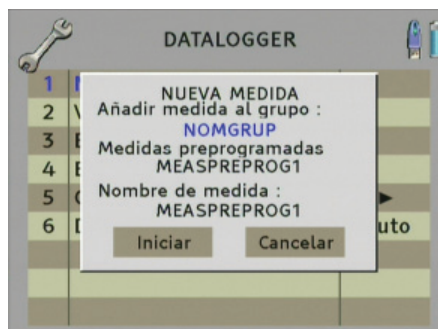 DATALOGGER
1
NUEVA MEDIDA
2
Añadir medida al grupo :
NOMGRUP
3
Medidas preprogramadas
4
MEASPREPROG1
5
Nombre de medida :
MEASPREPROG1
6
Iniciar
Cancelar